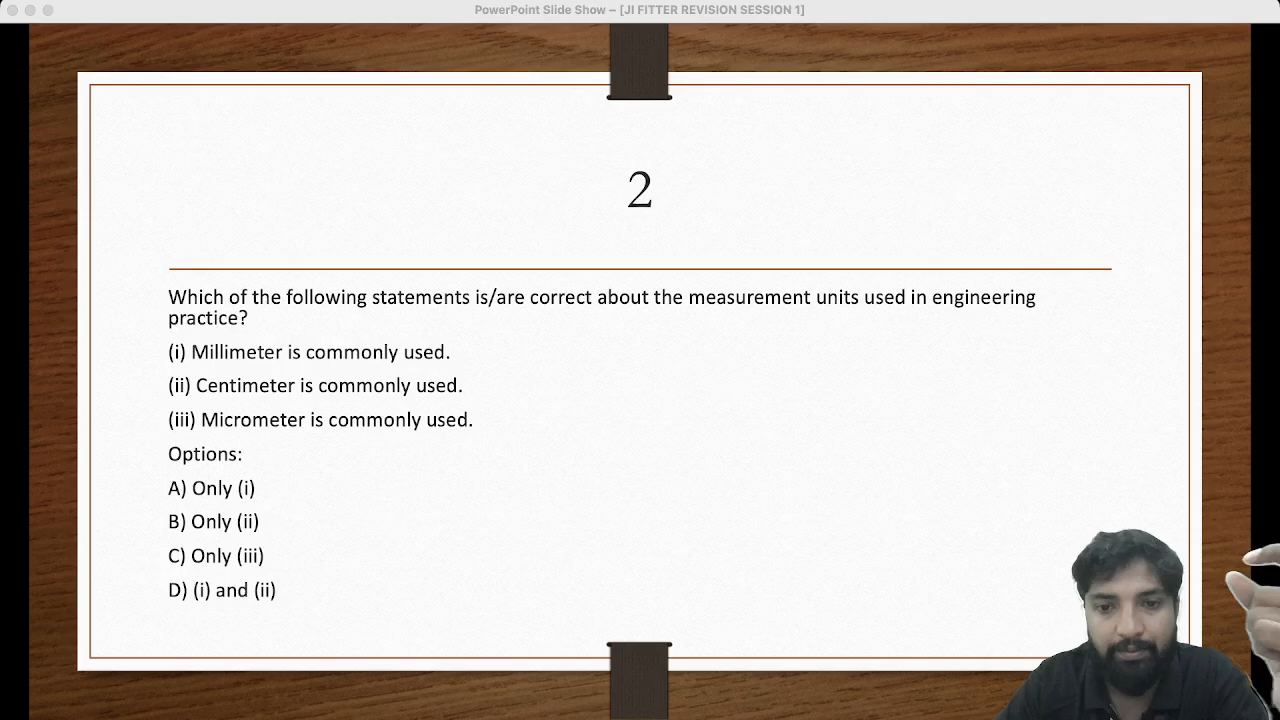 PowerPoint Slide Show – [JI FITTER REVISION SESSION 1]
2
Which of the following statements is/are correct about the measurement units used in engineering
practice?
(i) Millimeter is commonly used.
(ii) Centimeter is commonly used.
(iii) Micrometer is commonly used.
Options:
A) Only (i)
B) Only (ii)
C) Only (iii)
D) (i) and (ii)